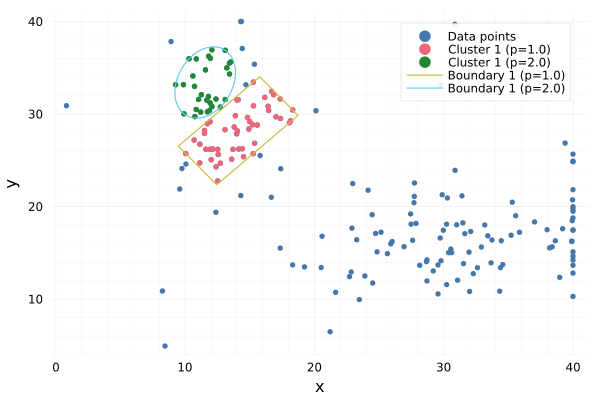 40
30
20
10
0
10
20
30
40
x
y
Data points
Cluster 1 (p=1.0)
Cluster 1 (p=2.0)
Boundary 1 (p=1.0)
Boundary 1 (p=2.0)